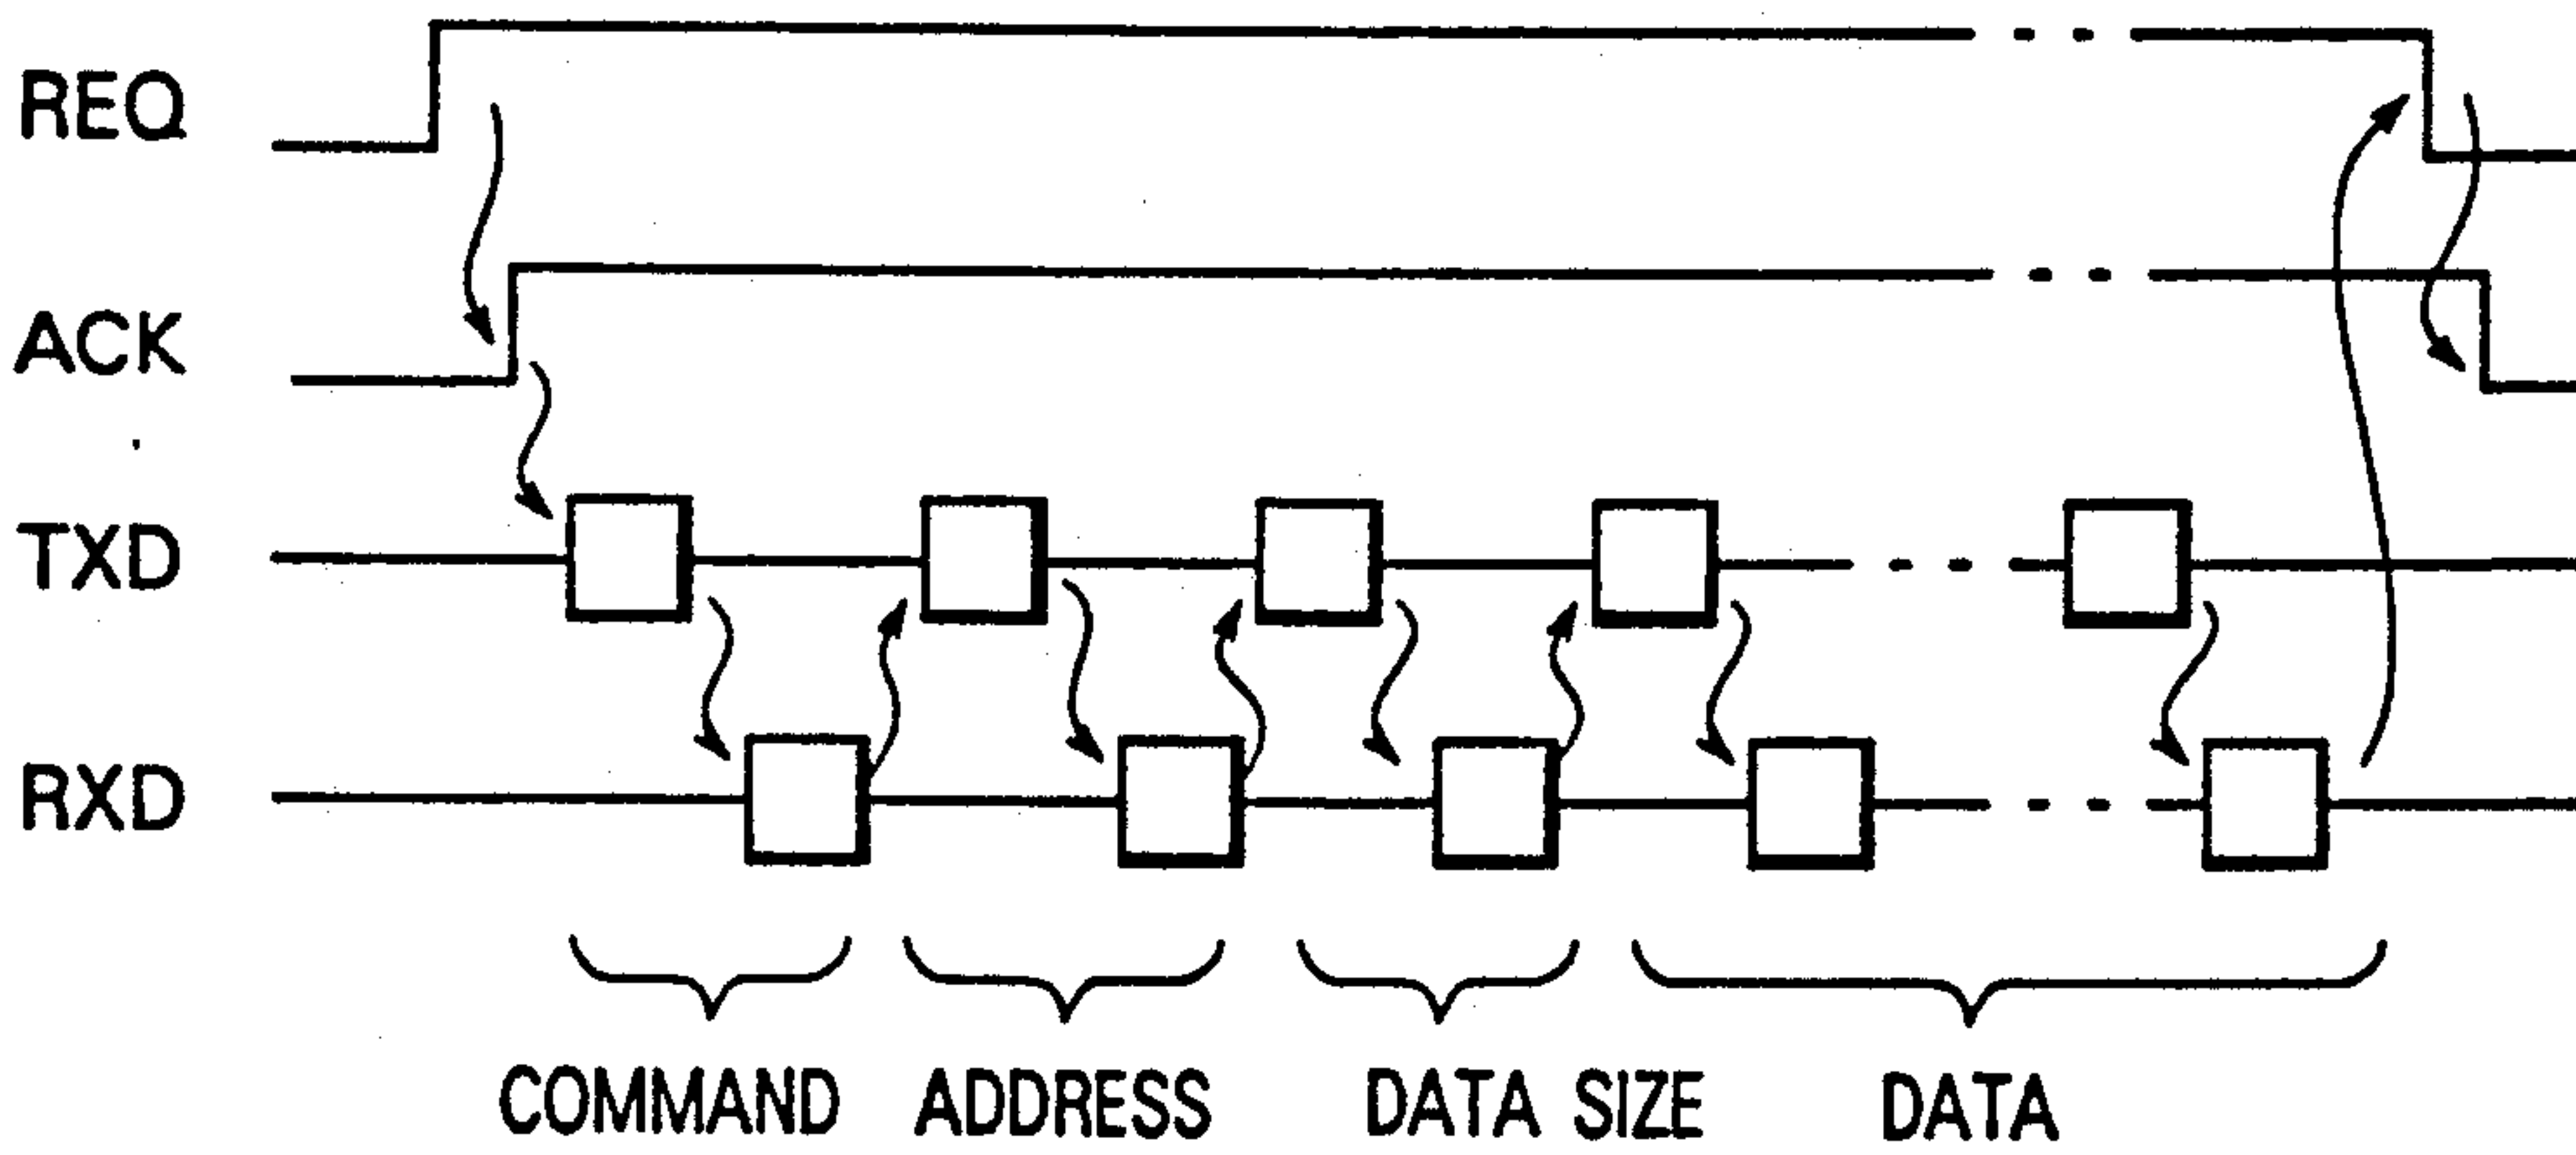 REQ
ACK
TXD
RXD
COMMAND ADDRESS DATA SIZE DATA